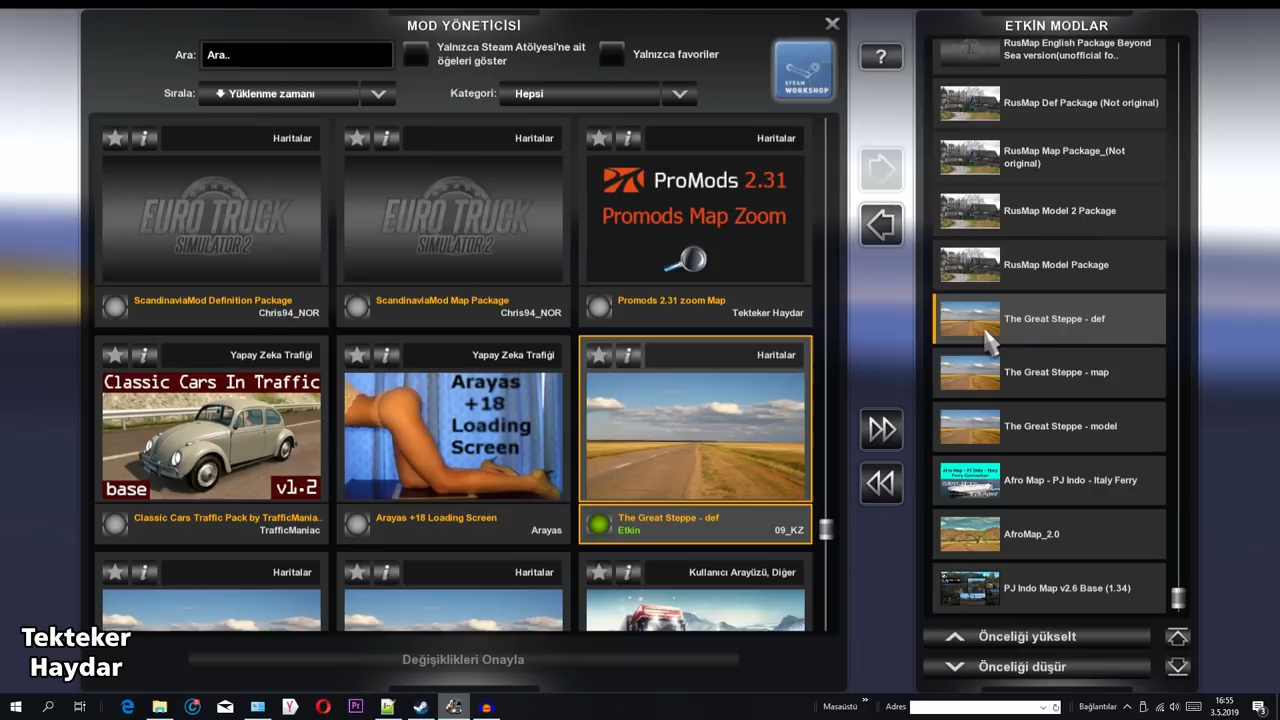 MOD YÖNETİCİSİ
Ara:
Ara..
Yalnızca Steam Atölyesi'ne ait
öğeleri göster
Yalnızca favoriler
STEAM
WORKSHOP
Sırala:
Yüklenme zamanı
Kategori:
Hepsi
Haritalar
Haritalar
Haritalar
EURO TRUCK
SIMULATOR 2
EURO TRUCK
SIMULATOR 2
ProMods 2.31
Promods Map Zoom
ScandinaviaMod Definition Package
Chris94_NOR
ScandinaviaMod Map Package
Chris94_NOR
Promods 2.31 zoom Map
Tekteker Haydar
Yapay Zeka Trafiği
Yapay Zeka Trafiği
Haritalar
Classic Cars In Traffic
base
v1.2
Arayas
+18
Loading
Screen
Classic Cars Traffic Pack by TrafficMania..
TrafficManiac
Arayas +18 Loading Screen
Arayas
The Great Steppe - def
Etkin
09_KZ
Haritalar
Haritalar
Kullanıcı Arayüzü, Diğer
Değişiklikleri Onayla
?
ETKİN MODLAR
RusMap English Package Beyond
Sea version(unofficial fo..
RusMap Def Package (Not original)
RusMap Map Package_(Not
original)
RusMap Model 2 Package
RusMap Model Package
The Great Steppe - def
The Great Steppe - map
The Great Steppe - model
Afro Map - PJ Indo - Italy Ferry
AfroMap_2.0
PJ Indo Map v2.6 Base (1.34)
Önceliği yükselt
Önceliği düşür
Tekteker
Haydar
Masaüstü
Adres
Bağlantılar
16:55
3.5.2019